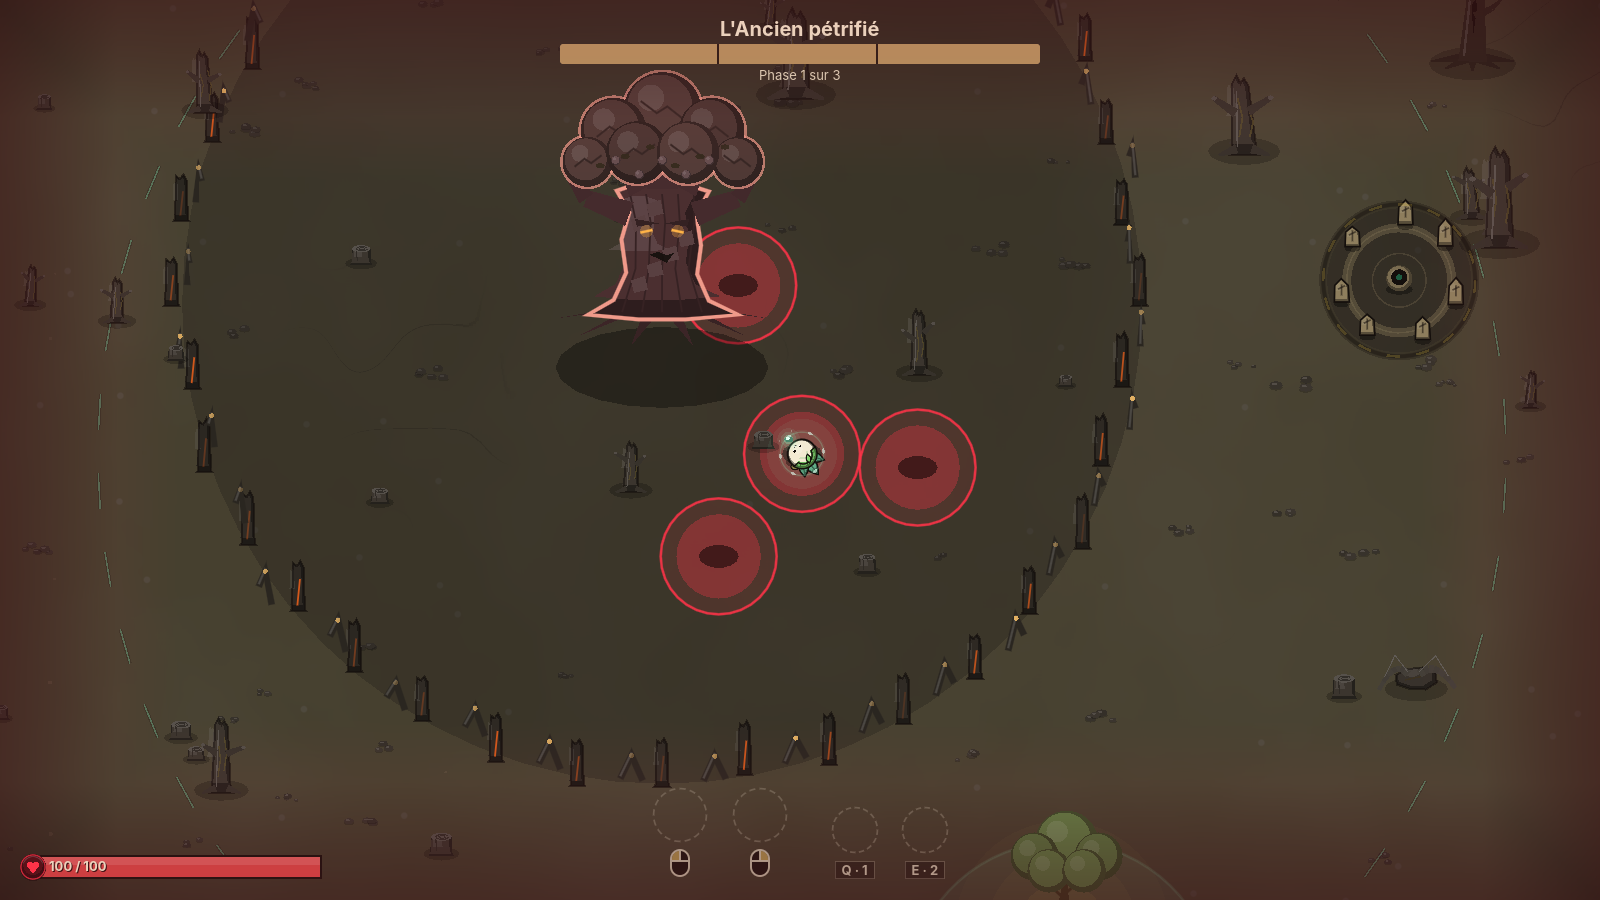 L'Ancien pétrifié
Phase 1 sur 3
100 / 100
Q · 1
E · 2